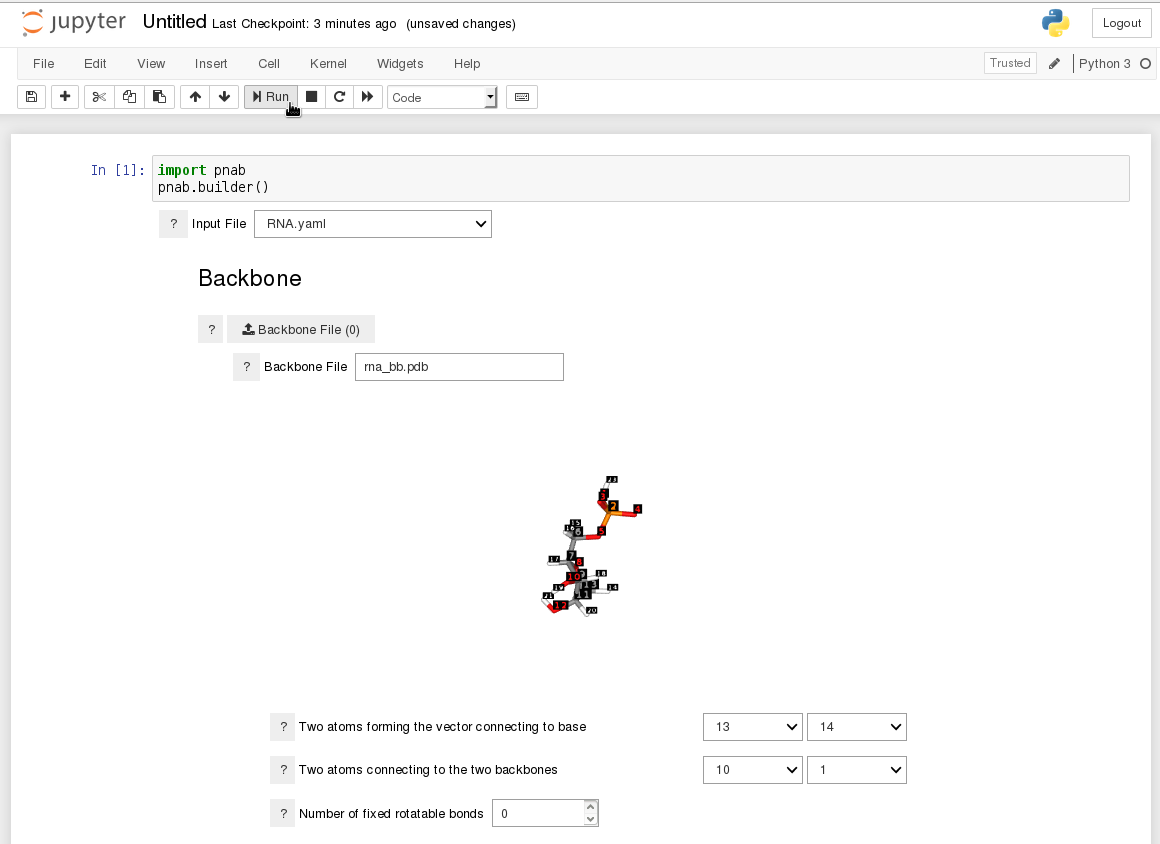 jupyter Untitled Last Checkpoint: 3 minutes ago (unsaved changes) Logout
File Edit View Insert Cell Kernel Widgets Help Trusted Python 3
Run Code
In [1]: import pnab
pnab.builder()
? Input File RNA.yaml
Backbone
? Backbone File (0)
? Backbone File rna_bb.pdb
? Two atoms forming the vector connecting to base 13 14
? Two atoms connecting to the two backbones 10 1
? Number of fixed rotatable bonds 0